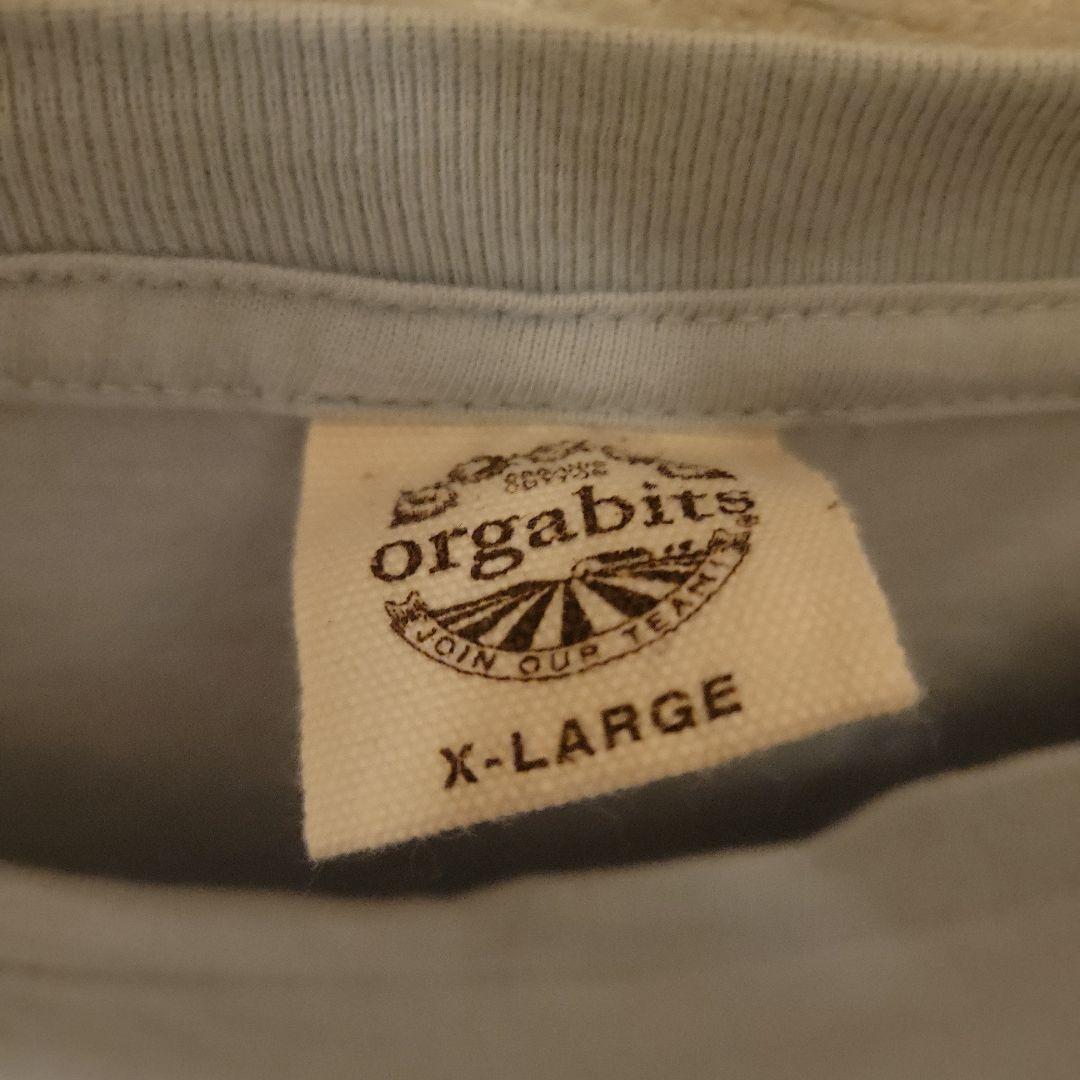 orgabits
JOIN OUR TEAM!
X-LARGE